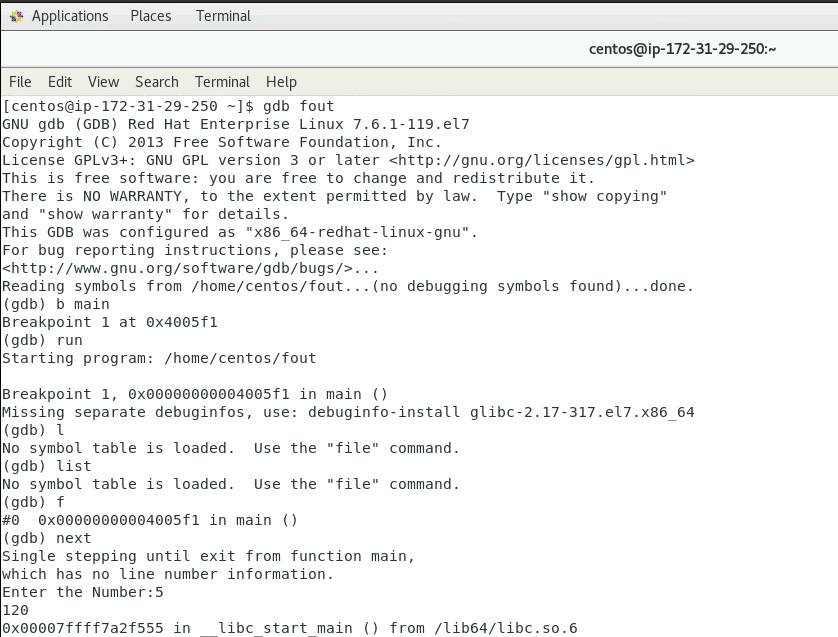 Applications Places Terminal
centos@ip-172-31-29-250:~
File Edit View Search Terminal Help
[centos@ip-172-31-29-250 ~]$ gdb fout
GNU gdb (GDB) Red Hat Enterprise Linux 7.6.1-119.el7
Copyright (C) 2013 Free Software Foundation, Inc.
License GPLv3+: GNU GPL version 3 or later <http://gnu.org/licenses/gpl.html>
This is free software: you are free to change and redistribute it.
There is NO WARRANTY, to the extent permitted by law.  Type "show copying"
and "show warranty" for details.
This GDB was configured as "x86_64-redhat-linux-gnu".
For bug reporting instructions, please see:
<http://www.gnu.org/software/gdb/bugs/>...
Reading symbols from /home/centos/fout...(no debugging symbols found)...done.
(gdb) b main
Breakpoint 1 at 0x4005f1
(gdb) run
Starting program: /home/centos/fout
Breakpoint 1, 0x00000000004005f1 in main ()
Missing separate debuginfos, use: debuginfo-install glibc-2.17-317.el7.x86_64
(gdb) l
No symbol table is loaded.  Use the "file" command.
(gdb) list
No symbol table is loaded.  Use the "file" command.
(gdb) f
#0  0x00000000004005f1 in main ()
(gdb) next
Single stepping until exit from function main,
which has no line number information.
Enter the Number:5
120
0x00007ffff7a2f555 in __libc_start_main () from /lib64/libc.so.6